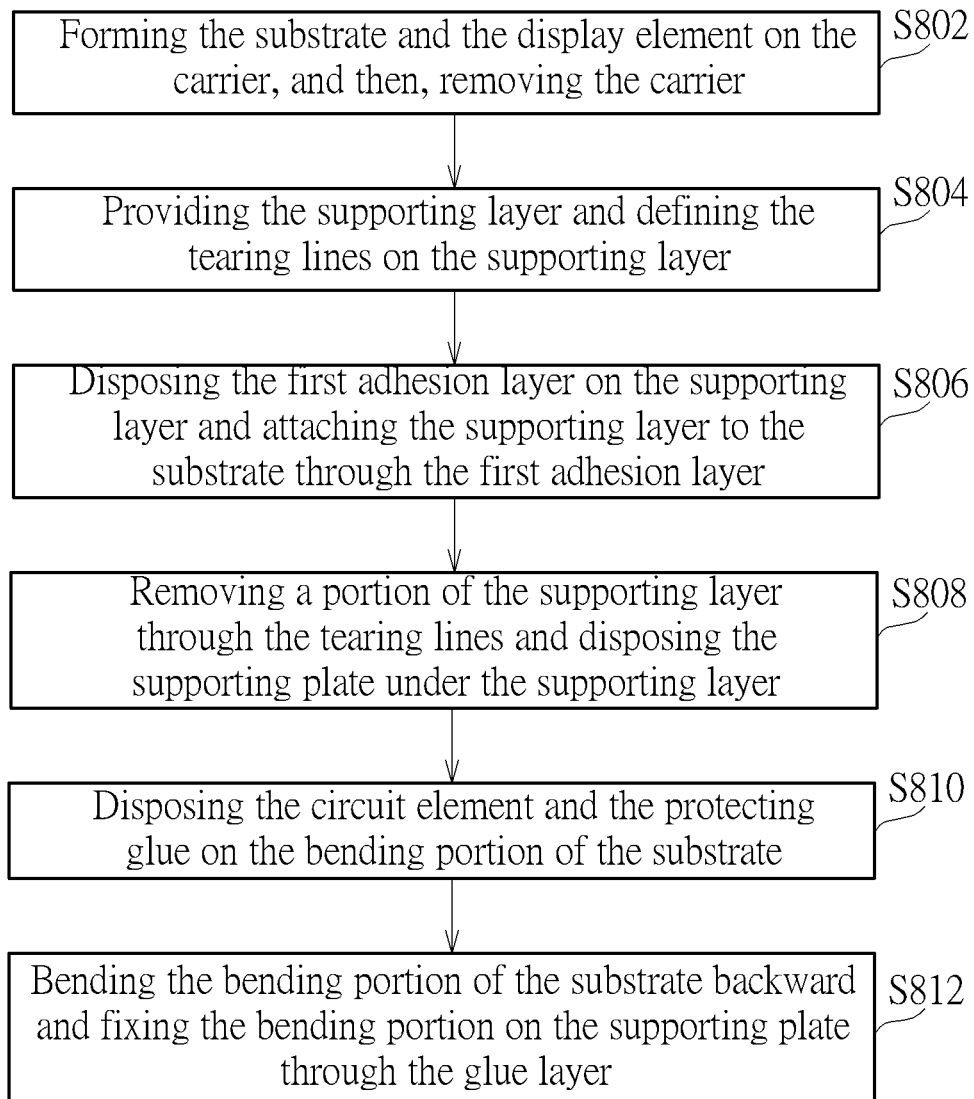 Forming the substrate and the display element on the
carrier, and then, removing the carrier
S802
Providing the supporting layer and defining the
tearing lines on the supporting layer
S804
Disposing the first adhesion layer on the supporting
layer and attaching the supporting layer to the
substrate through the first adhesion layer
S806
Removing a portion of the supporting layer
through the tearing lines and disposing the
supporting plate under the supporting layer
S808
Disposing the circuit element and the protecting
glue on the bending portion of the substrate
S810
Bending the bending portion of the substrate backward
and fixing the bending portion on the supporting plate
through the glue layer
S812